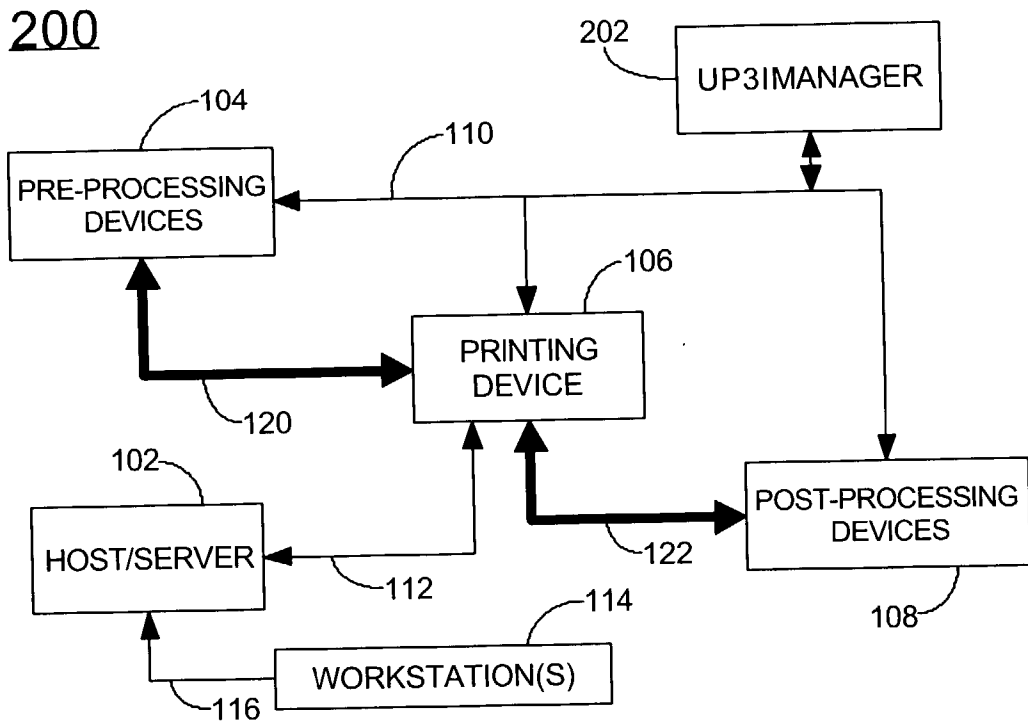 200
202
UP3IMANAGER
104
110
PRE-PROCESSING
DEVICES
106
PRINTING
DEVICE
120
102
HOST/SERVER
112
122
POST-PROCESSING
DEVICES
108
114
WORKSTATION(S)
116